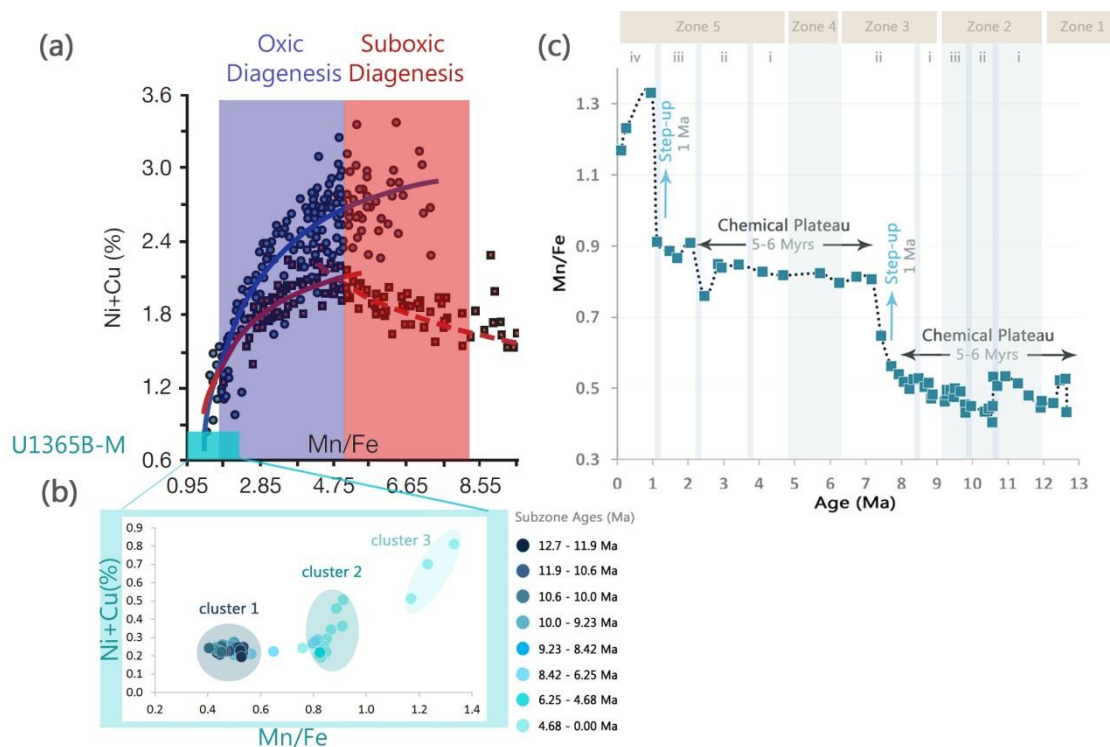 (a)
Oxic
Diagenesis
Suboxic
Diagenesis
3.6
3.0
2.4
1.8
1.2
0.6
Ni+Cu (%)
U1365B-M
Mn/Fe
0.95
2.85
4.75
6.65
8.55
(b)
0.9
0.8
0.7
0.6
0.5
0.4
0.3
0.2
0.1
0.0
Ni+Cu(%)
cluster 1
cluster 2
cluster 3
0.2
0.4
0.6
0.8
1.0
1.2
1.4
Mn/Fe
Subzone Ages (Ma)
12.7 - 11.9 Ma
11.9 - 10.6 Ma
10.6 - 10.0 Ma
10.0 - 9.23 Ma
9.23 - 8.42 Ma
8.42 - 6.25 Ma
6.25 - 4.68 Ma
4.68 - 0.00 Ma
(c)
Zone 5
Zone 4
Zone 3
Zone 2
Zone 1
iv
iii
ii
i
ii
i
iii
ii
i
1.3
1.1
0.9
0.7
0.5
0.3
Mn/Fe
Step-up
1 Ma
Chemical Plateau
5-6 Myrs
Step-up
1 Ma
Chemical Plateau
5-6 Myrs
0
1
2
3
4
5
6
7
8
9
10
11
12
13
Age (Ma)